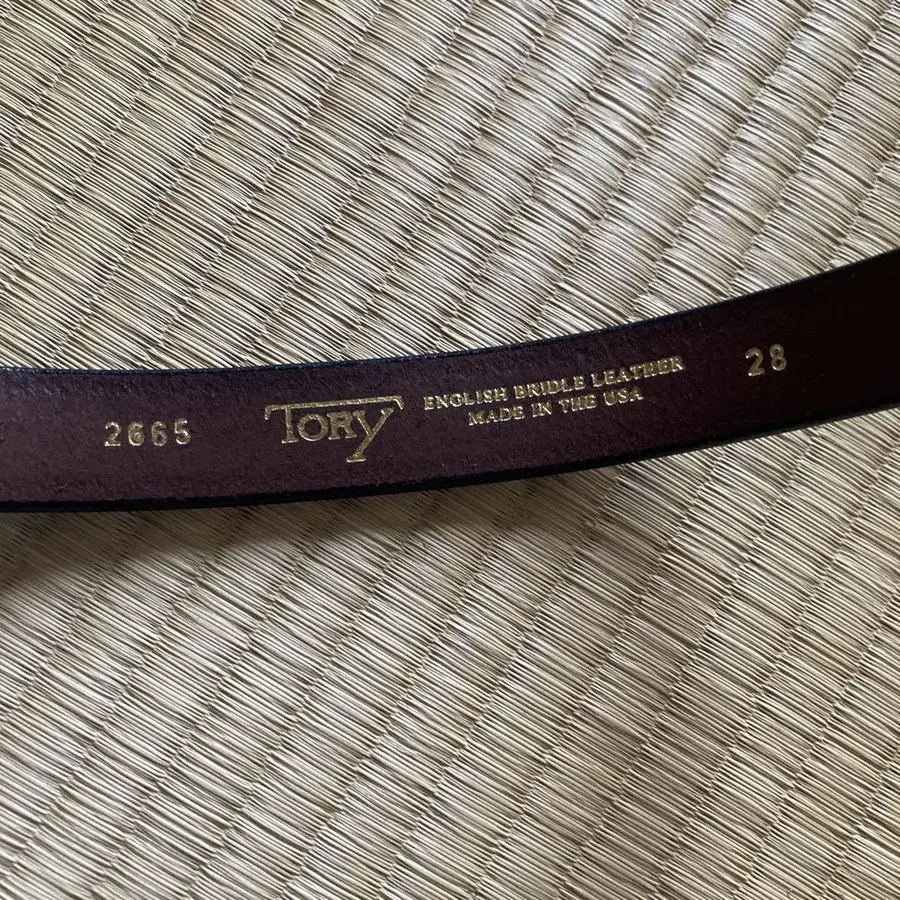 2665
TORY
ENGLISH BRIDLE LEATHER
MADE IN THE USA
28